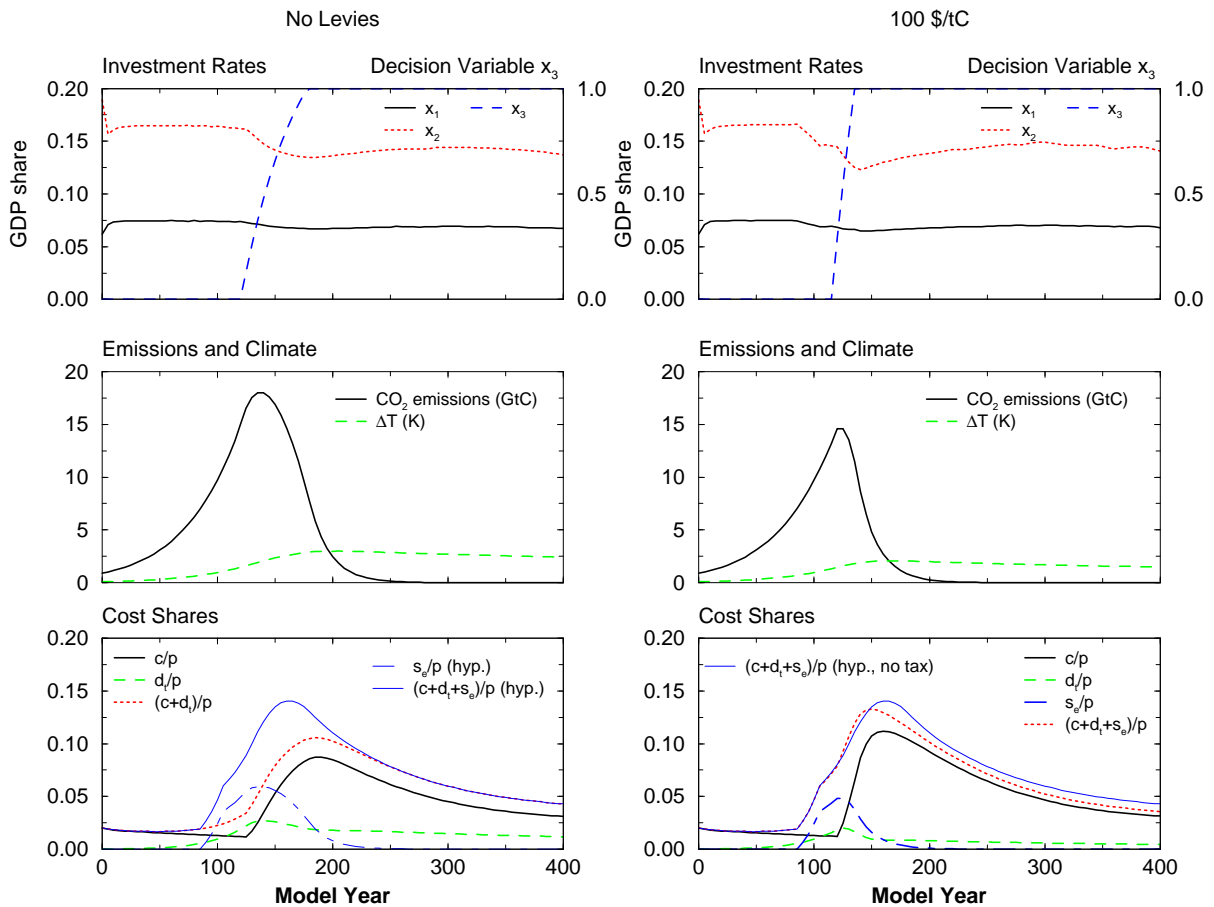 No Levies
100 $/tC
Investment Rates
Decision Variable x₃
0.20
0.15
0.10
0.05
0.00
GDP share
1.0
0.5
0.0
x₁
x₂
x₃
Investment Rates
Decision Variable x₃
0.20
0.15
0.10
0.05
0.00
GDP share
1.0
0.5
0.0
x₁
x₂
x₃
Emissions and Climate
20
15
10
5
0
CO₂ emissions (GtC)
ΔT (K)
0
100
200
300
400
Emissions and Climate
20
15
10
5
0
CO₂ emissions (GtC)
ΔT (K)
Cost Shares
0.20
0.15
0.10
0.05
0.00
c/p
dₜ/p
(c+dₜ)/p
sₑ/p (hyp.)
(c+dₜ+sₑ)/p (hyp.)
0
100
200
300
400
Model Year
Cost Shares
0.20
0.15
0.10
0.05
0.00
(c+dₜ+sₑ)/p (hyp., no tax)
c/p
dₜ/p
sₑ/p
(c+dₜ+sₑ)/p
0
100
200
300
400
Model Year